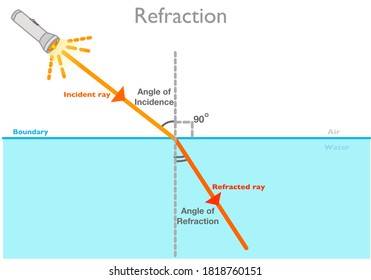 Refraction
Incident ray
Angle of
Incidence
90°
Boundary
Air
Water
Refracted ray
Angle of
Refraction
shutterstock.com · 1818760151